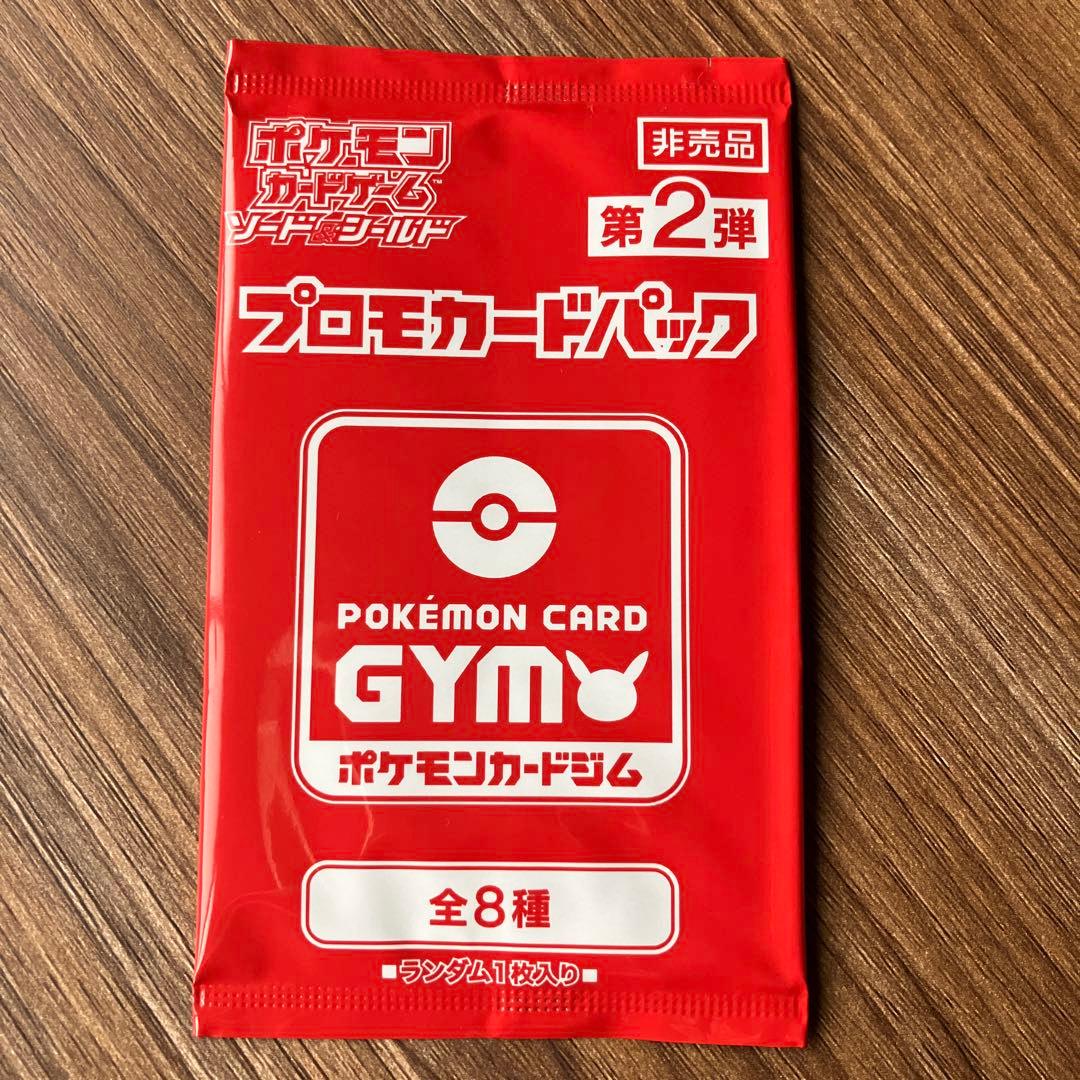 ポケモン
カードゲーム™
ソード&シールド
非売品
第2弾
プロモカードパック
POKÉMON CARD
GYM
ポケモンカードジム
全8種
■ランダム1枚入り■